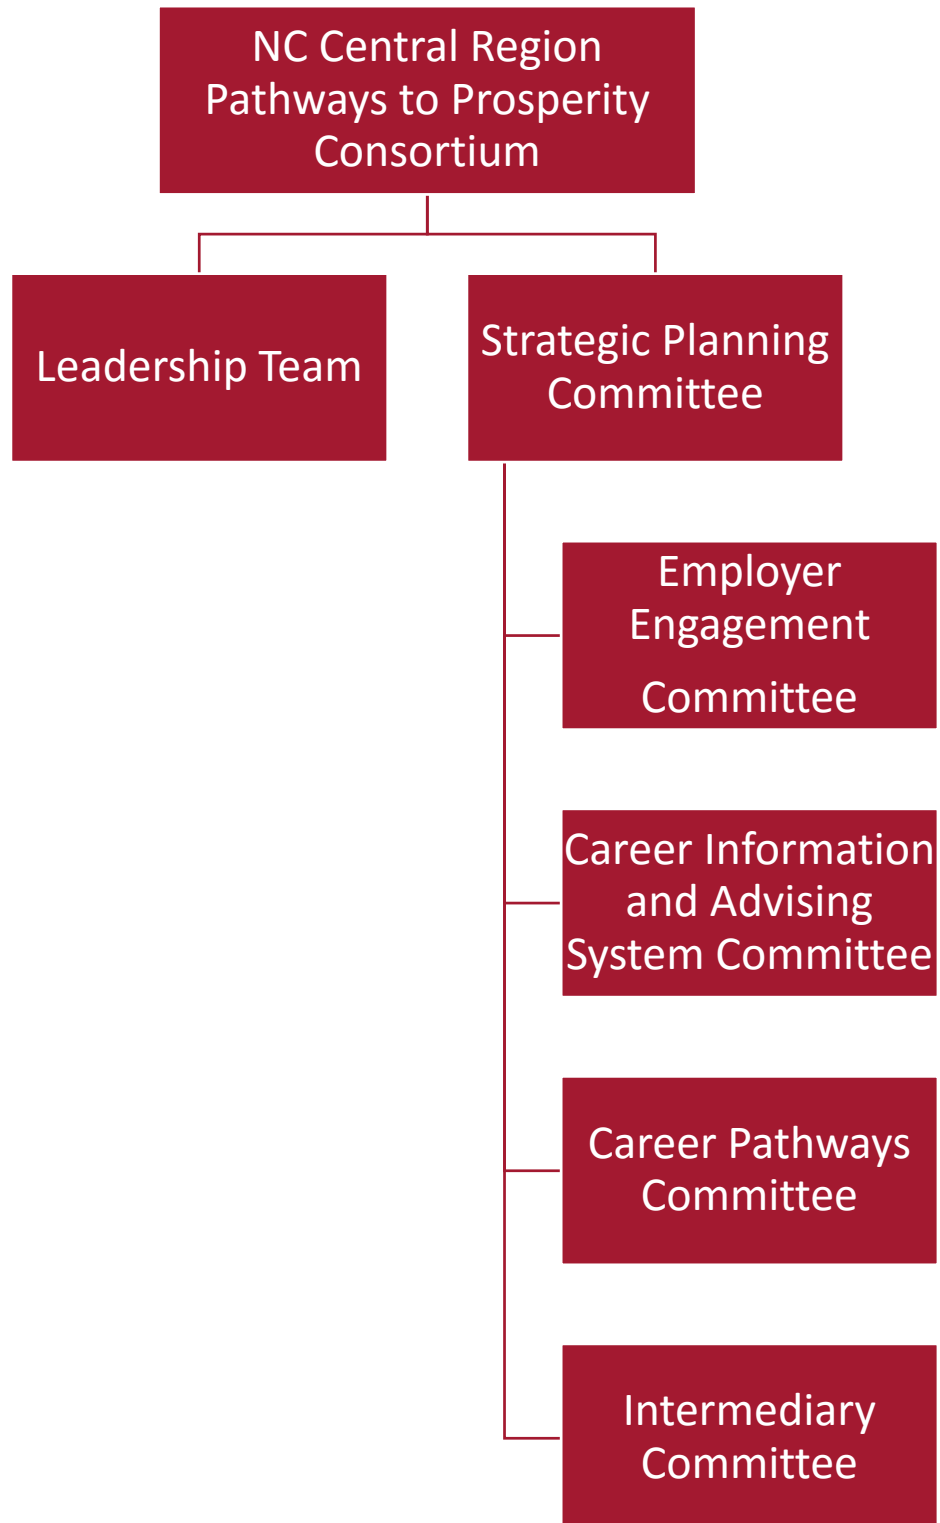 NC Central Region
Pathways to Prosperity
Consortium
Leadership Team
Strategic Planning
Committee
Employer
Engagement
Committee
Career Information
and Advising
System Committee
Career Pathways
Committee
Intermediary
Committee